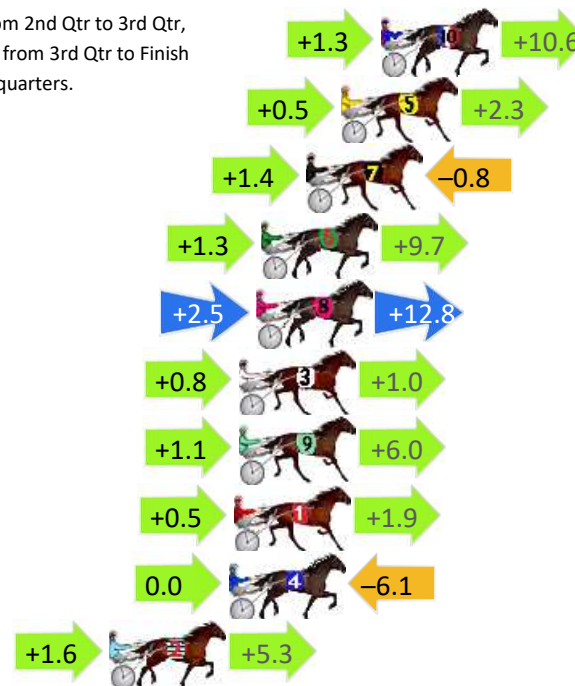 om 2nd Qtr to 3rd Qtr,
from 3rd Qtr to Finish
quarters.
+1.3 10 +10.6
+0.5 5 +2.3
+1.4 7 –0.8
+1.3 6 +9.7
+2.5 8 +12.8
+0.8 3 +1.0
+1.1 9 +6.0
+0.5 1 +1.9
0.0 4 –6.1
+1.6 2 +5.3